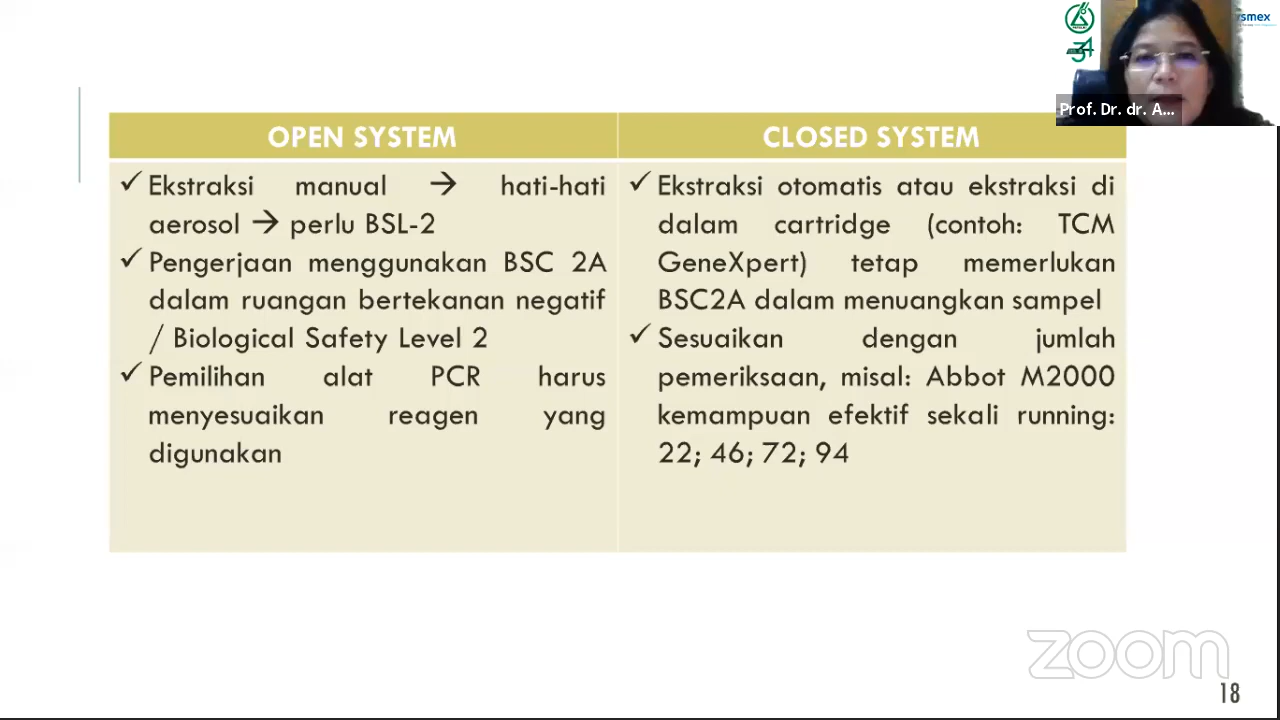 rsmex
Prof. Dr. dr. A...
OPEN SYSTEM
Ekstraksi manual → hati-hati
aerosol → perlu BSL-2
Pengerjaan menggunakan BSC 2A
dalam ruangan bertekanan negatif
/ Biological Safety Level 2
Pemilihan alat PCR harus
menyesuaikan reagen yang
digunakan
CLOSED SYSTEM
Ekstraksi otomatis atau ekstraksi di
dalam cartridge (contoh: TCM
GeneXpert) tetap memerlukan
BSC2A dalam menuangkan sampel
Sesuaikan dengan jumlah
pemeriksaan, misal: Abbot M2000
kemampuan efektif sekali running:
22; 46; 72; 94
zoom
18